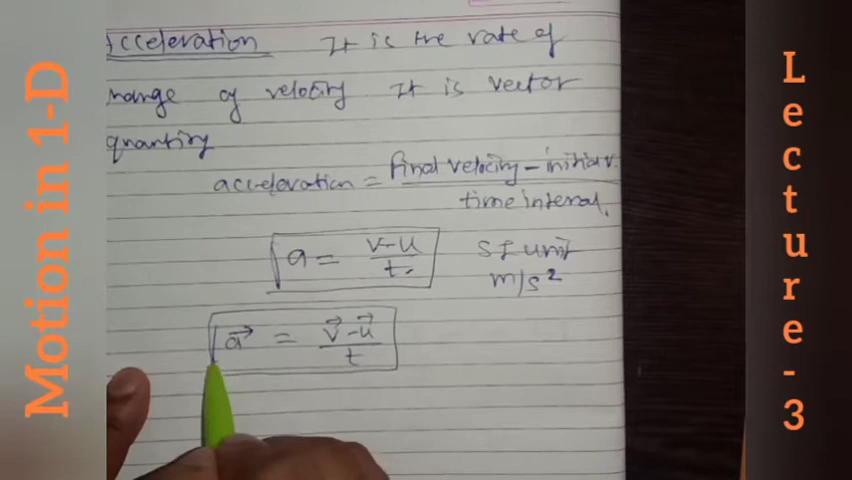 Motion in 1-D
acceleration It is the rate of
change of velocity It is vector
quantity
acceleration = final velocity - initial v.
time interval.
a = v-u / t
SI unit
m/s²
a⃗ = v⃗ - u⃗ / t
Lecture-3